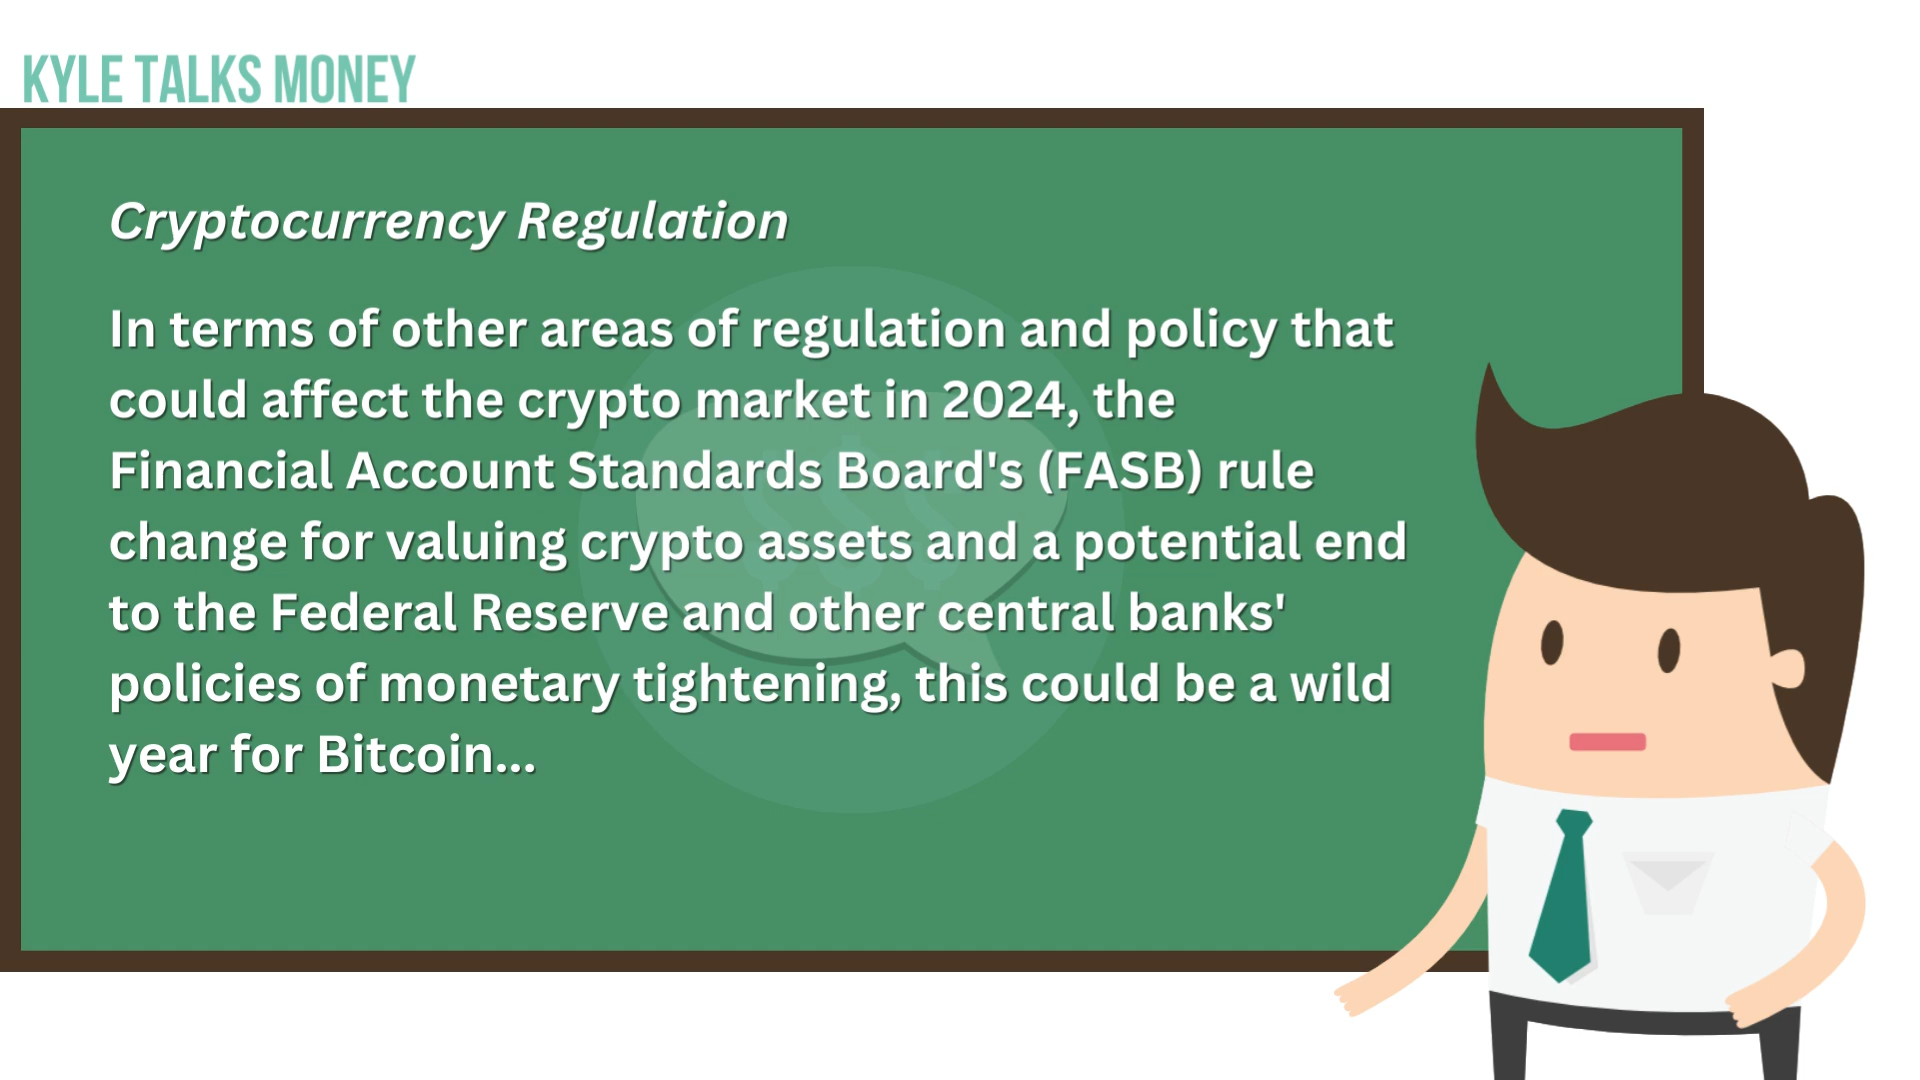 KYLE TALKS MONEY
Cryptocurrency Regulation
In terms of other areas of regulation and policy that
could affect the crypto market in 2024, the
Financial Account Standards Board's (FASB) rule
change for valuing crypto assets and a potential end
to the Federal Reserve and other central banks'
policies of monetary tightening, this could be a wild
year for Bitcoin...